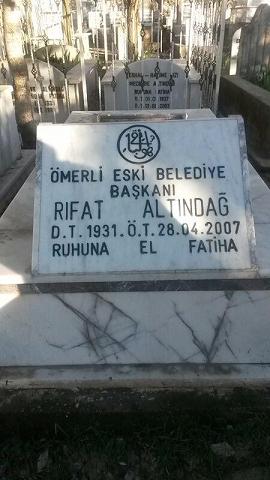 ÖMERLİ ESKİ BELEDİYE
BAŞKANI
RIFAT ALTINDAĞ
D.T.1931.Ö.T.28.04.2007
RUHUNA EL FATİHA